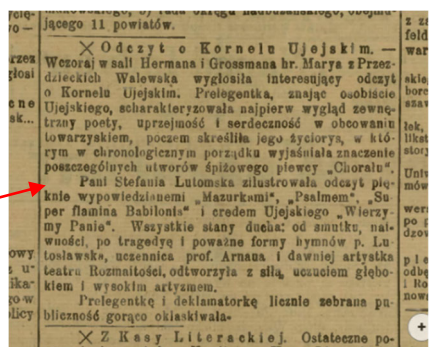 jącego 11 powiatów.
× Odczyt o Kornelu Ujejskim. —
Wczoraj w sali Hermana i Grossmana hr. Marya z Przez-
dzieckich Walewska wygłosiła interesujący odczyt
o Kornelu Ujejskim. Prelegentka, znając osobiście
Ujejskiego, scharakteryzowała najpierw wygląd zewnę-
trzny poety, uprzejmość i serdeczność w obcowaniu
towarzyskiem, poczem skreśliła jego życiorys, w któ-
rym w chronologicznym porządku wyjaśniała znaczenie
poszczególnych utworów śpiżowego piewcy „Chorału“.
Pani Stefania Lutomska zilustrowała odczyt pię-
knie wypowiedzianemi „Mazurkami“, „Psalmem“, „Su
per flamina Babilonis“ i credem Ujejskiego „Wierzy-
my Panie“. Wszystkie stany ducha: od smutku, nai-
wności, po tragedyę i poważne formy hymnów p. Lu-
tosławska, uczennica prof. Arnaua i dawniej artystka
teatru Rozmaitości, odtworzyła z siłą, uczuciem głębo-
kiem i wysokim artyzmem.
Prelegentkę i deklamatorkę licznie zebrana pu-
bliczność gorąco oklaskiwała.
× Z Kasy Literackiej. Ostateczne po-